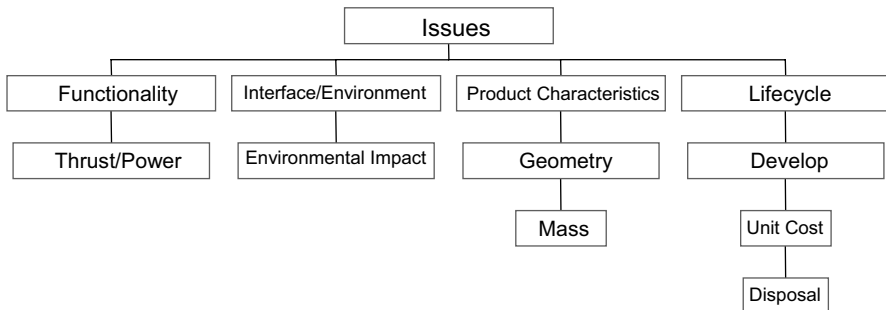 Issues
Functionality
Interface/Environment
Product Characteristics
Lifecycle
Thrust/Power
Environmental Impact
Geometry
Develop
Mass
Unit Cost
Disposal